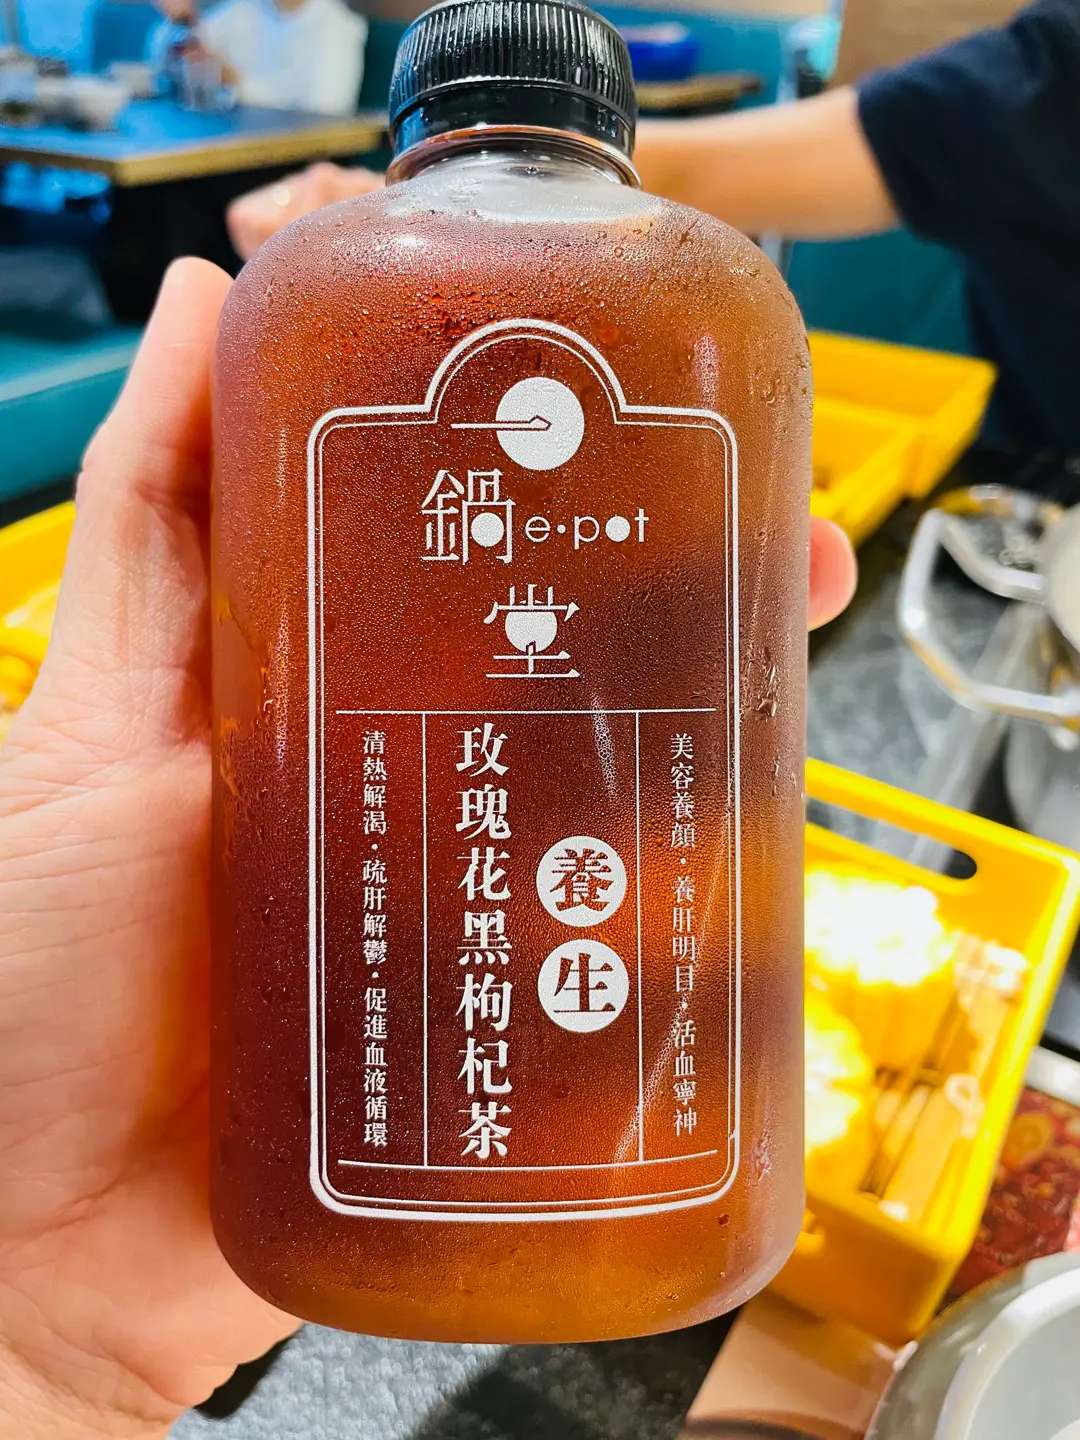 鍋 e·pot
堂
美容養顏·養肝明目·活血寧神
養生
玫瑰花黑枸杞茶
清熱解渴·疏肝解鬱·促進血液循環